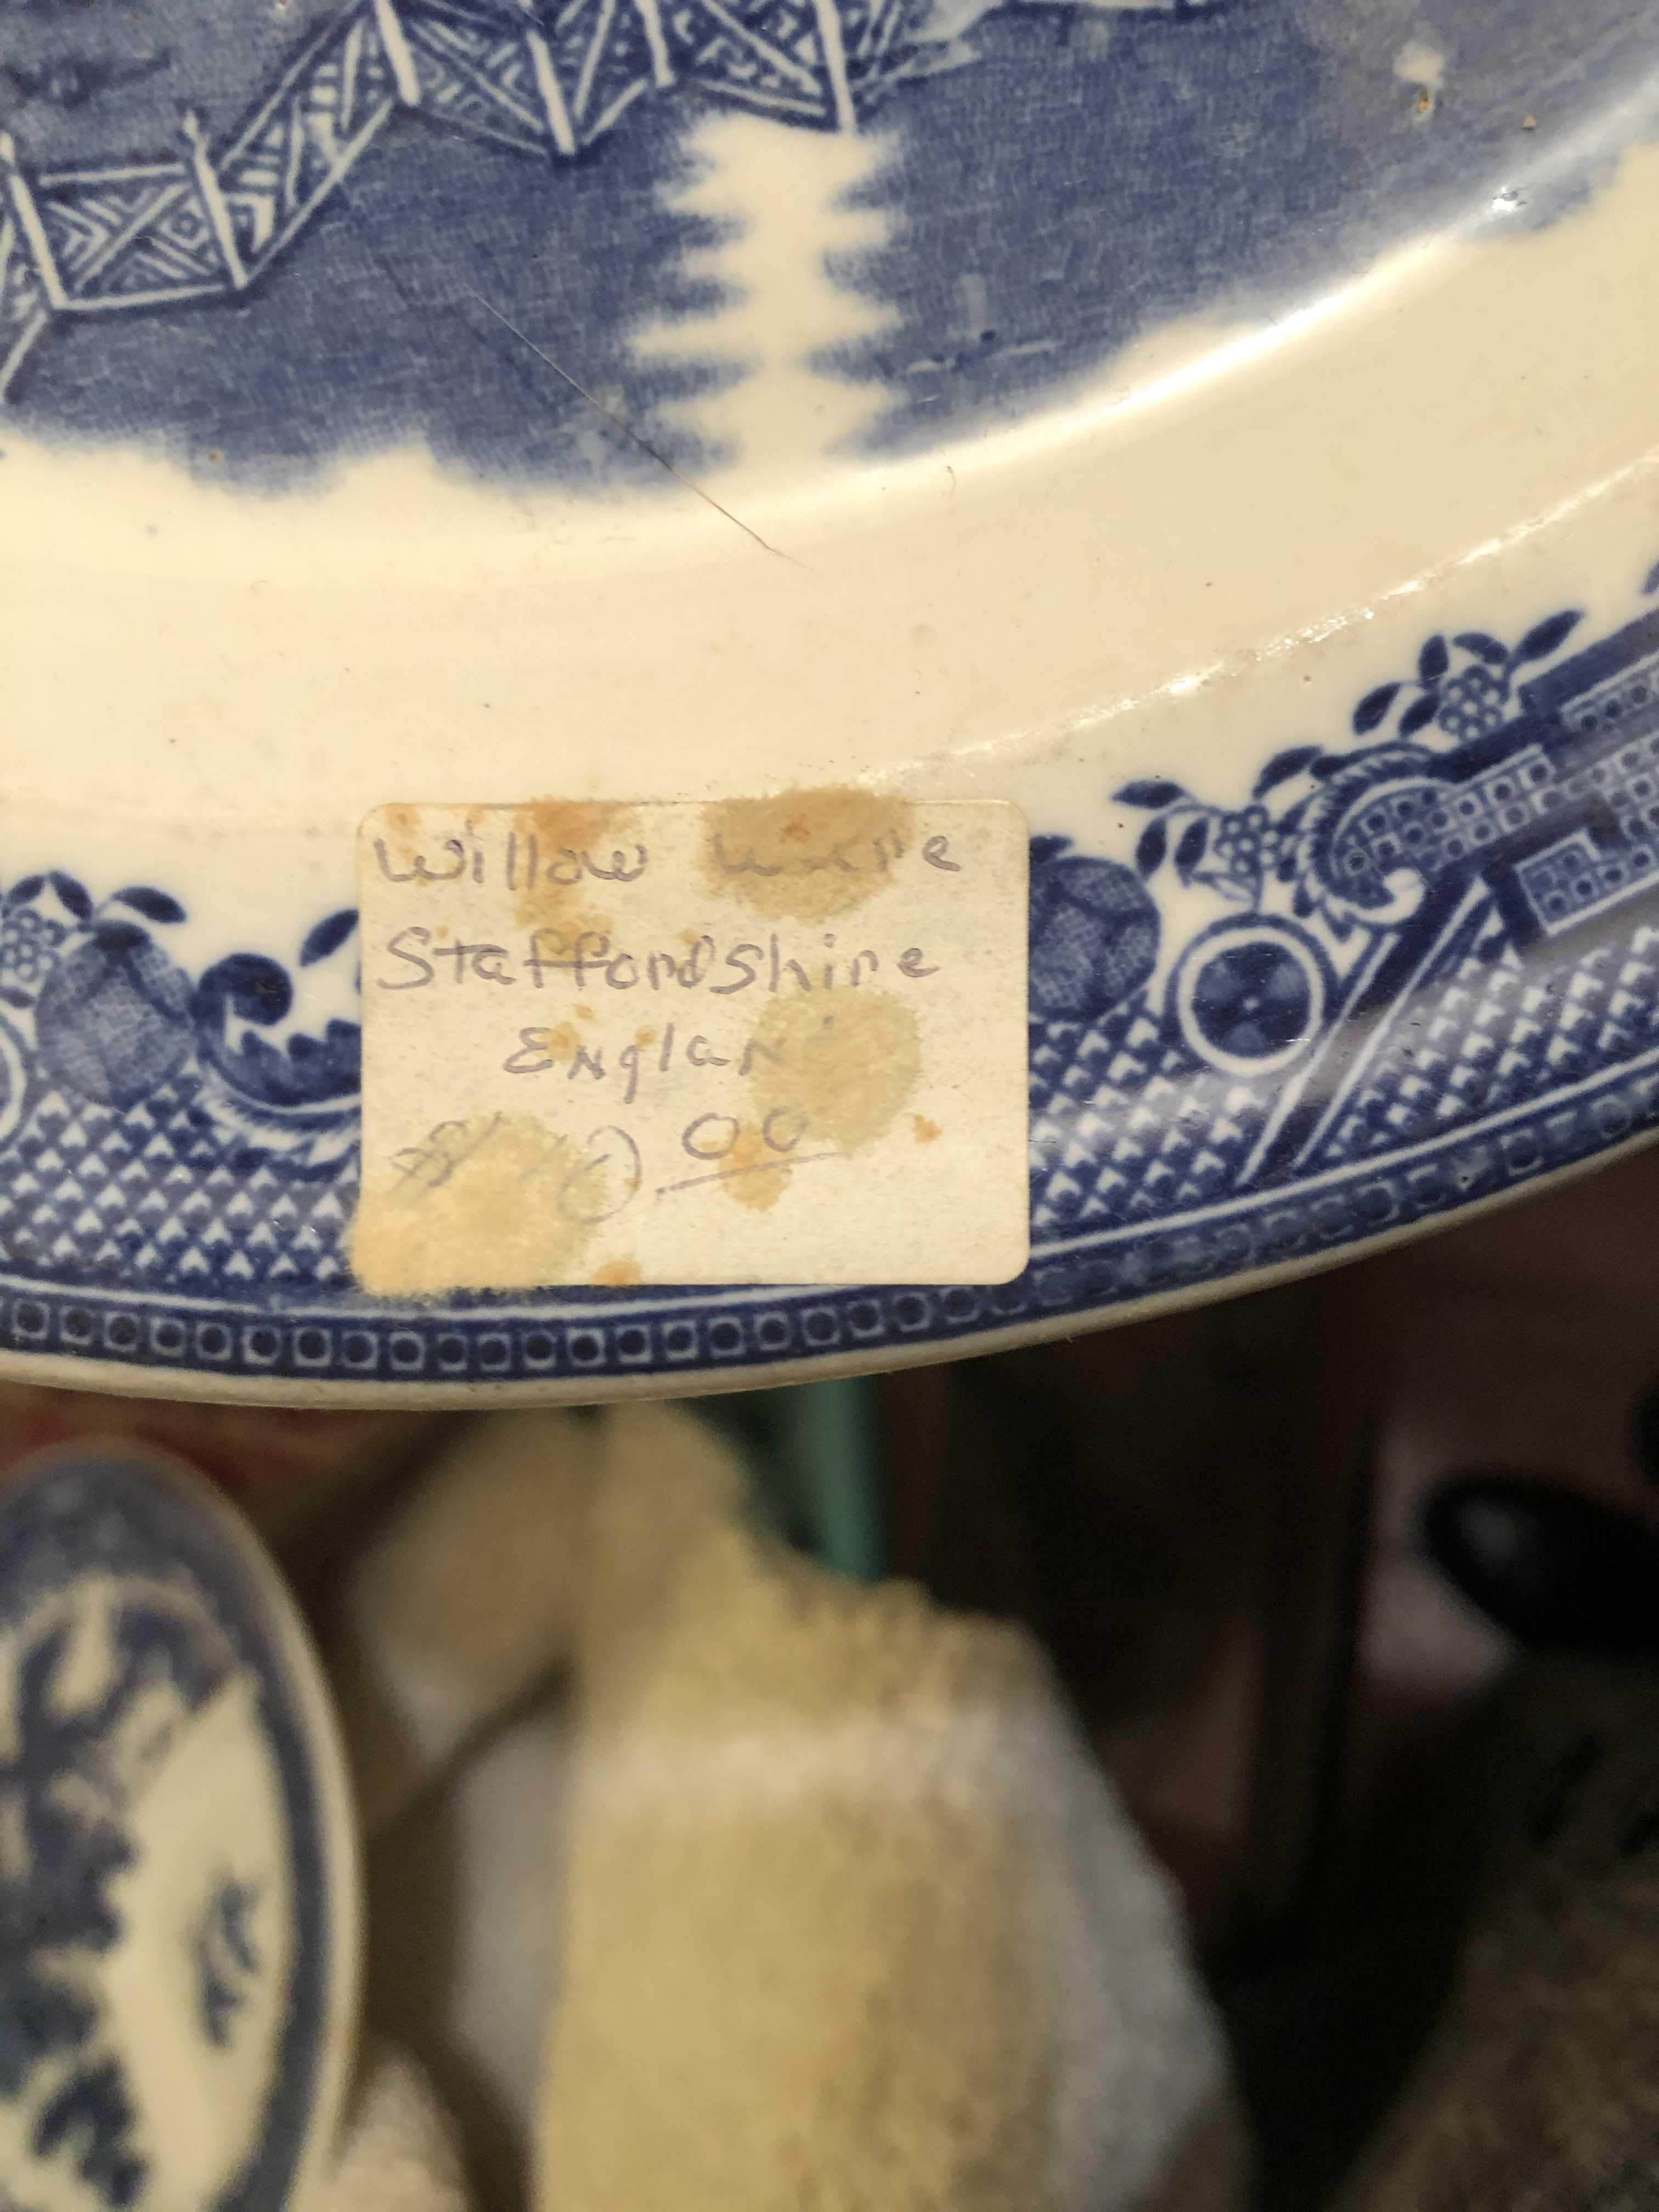 Willow Ware
Staffordshire
England
00